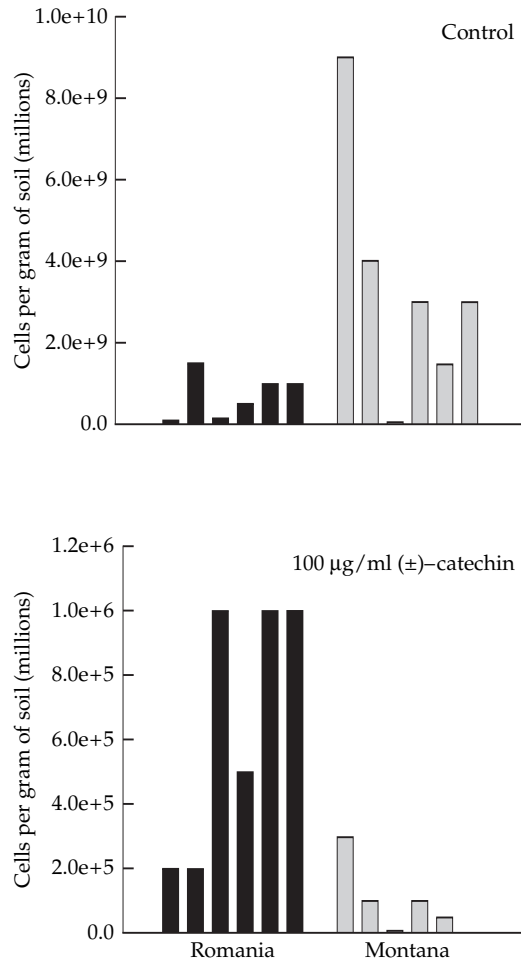 Control
Cells per gram of soil (millions)
1.0e+10
8.0e+9
6.0e+9
4.0e+9
2.0e+9
0.0
100 μg/ml (±)–catechin
Cells per gram of soil (millions)
1.2e+6
1.0e+6
8.0e+5
6.0e+5
4.0e+5
2.0e+5
0.0
Romania Montana